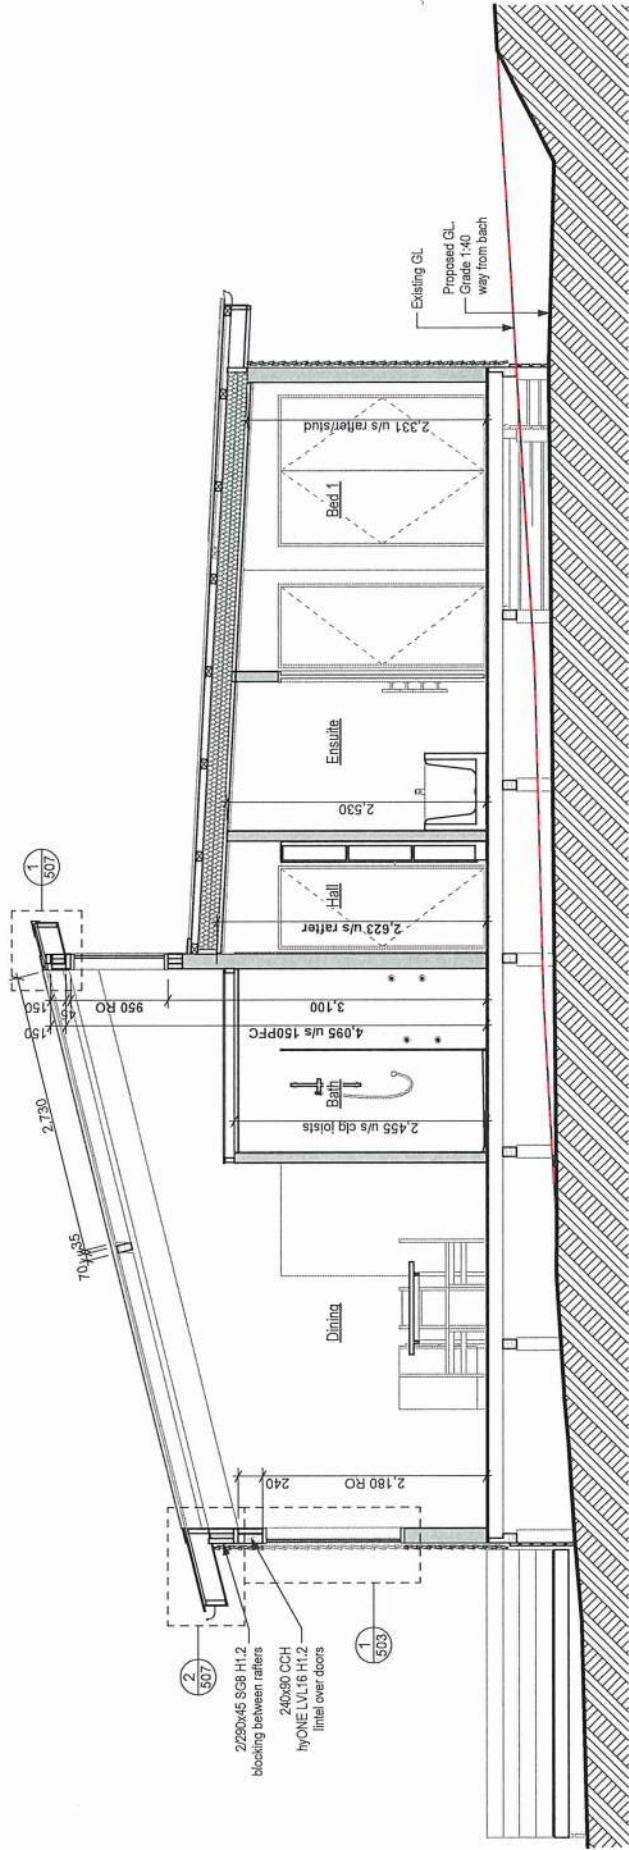 1
507
2,730
70
35
150
45
150
950 RO
3,100
4,095 u/s 150PFC
2,455 u/s clg joists
2,623 u/s rafter
2,530
2,331 u/s rafter/stud
Dining
Bath
Hall
Ensuite
Bed 1
240
2,180 RO
2
507
2/290x45 SG8 H1.2
blocking between rafters
240x90 CCH
hyONE LVL16 H1.2
lintel over doors
1
503
Existing GL
Proposed GL.
Grade 1:40
way from bach